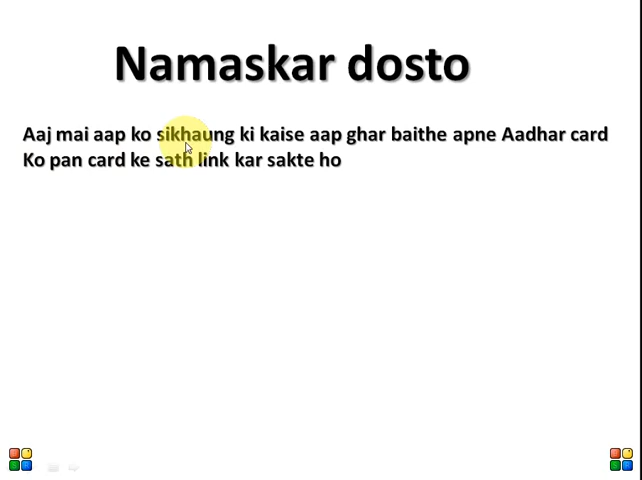 Namaskar dosto
Aaj mai aap ko sikhaung ki kaise aap ghar baithe apne Aadhar card
Ko pan card ke sath link kar sakte ho